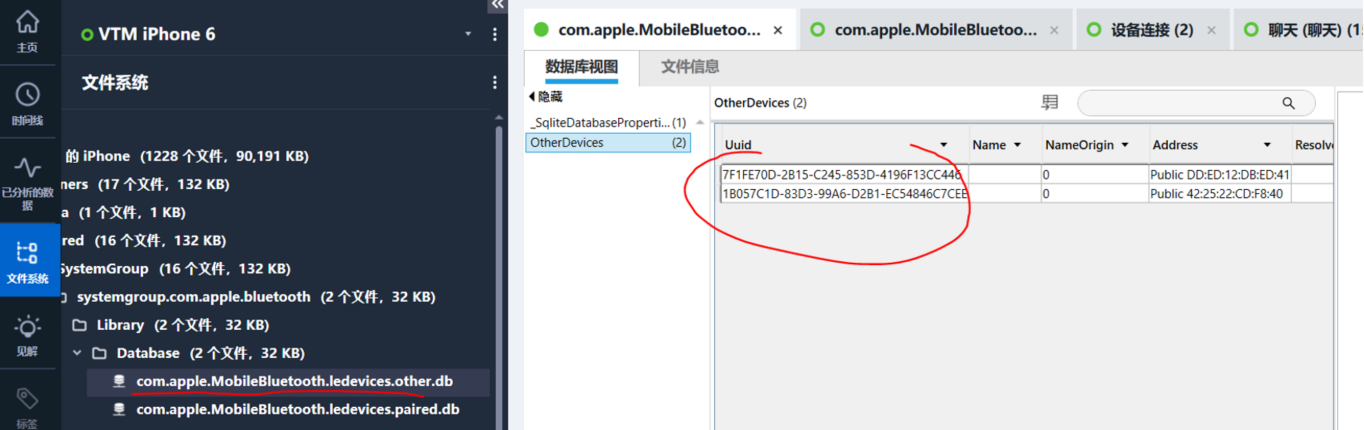 主页
时间线
已分析的数
据
文件系统
见解
标签
VTM iPhone 6
文件系统
的 iPhone (1228 个文件，90,191 KB)
ners (17 个文件，132 KB)
a (1 个文件，1 KB)
red (16 个文件，132 KB)
SystemGroup (16 个文件，132 KB)
systemgroup.com.apple.bluetooth (2 个文件，32 KB)
Library (2 个文件，32 KB)
Database (2 个文件，32 KB)
com.apple.MobileBluetooth.ledevices.other.db
com.apple.MobileBluetooth.ledevices.paired.db
com.apple.MobileBluetoo... ×
com.apple.MobileBluetoo... ×
设备连接 (2) ×
聊天 (聊天) (1
数据库视图 文件信息
隐藏
_SqliteDatabaseProperti... (1)
OtherDevices (2)
OtherDevices (2)
Uuid Name NameOrigin Address Resolv
7F1FE70D-2B15-C245-853D-4196F13CC446 0 Public DD:ED:12:DB:ED:41
1B057C1D-83D3-99A6-D2B1-EC54846C7CEE 0 Public 42:25:22:CD:F8:40